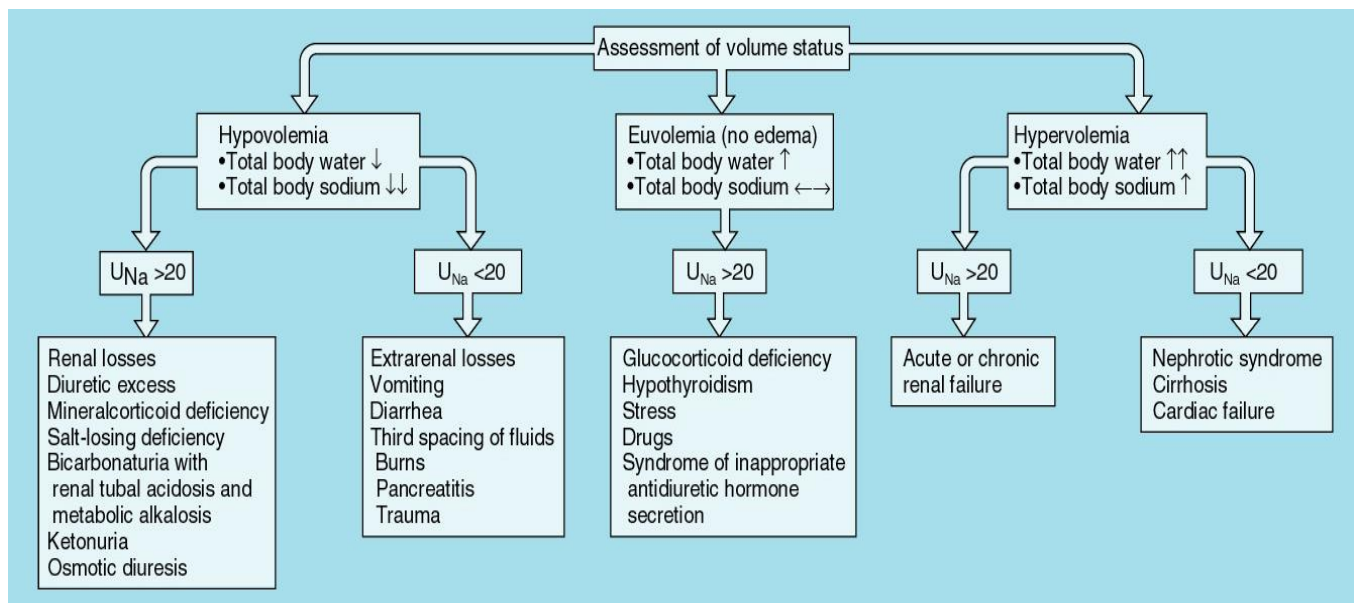 Assessment of volume status
Hypovolemia
•Total body water ↓
•Total body sodium ↓↓
Euvolemia (no edema)
•Total body water ↑
•Total body sodium ←→
Hypervolemia
•Total body water ↑↑
•Total body sodium ↑
UNa >20
UNa <20
UNa >20
UNa >20
UNa <20
Renal losses
Diuretic excess
Mineralcorticoid deficiency
Salt-losing deficiency
Bicarbonaturia with
renal tubal acidosis and
metabolic alkalosis
Ketonuria
Osmotic diuresis
Extrarenal losses
Vomiting
Diarrhea
Third spacing of fluids
Burns
Pancreatitis
Trauma
Glucocorticoid deficiency
Hypothyroidism
Stress
Drugs
Syndrome of inappropriate
antidiuretic hormone
secretion
Acute or chronic
renal failure
Nephrotic syndrome
Cirrhosis
Cardiac failure